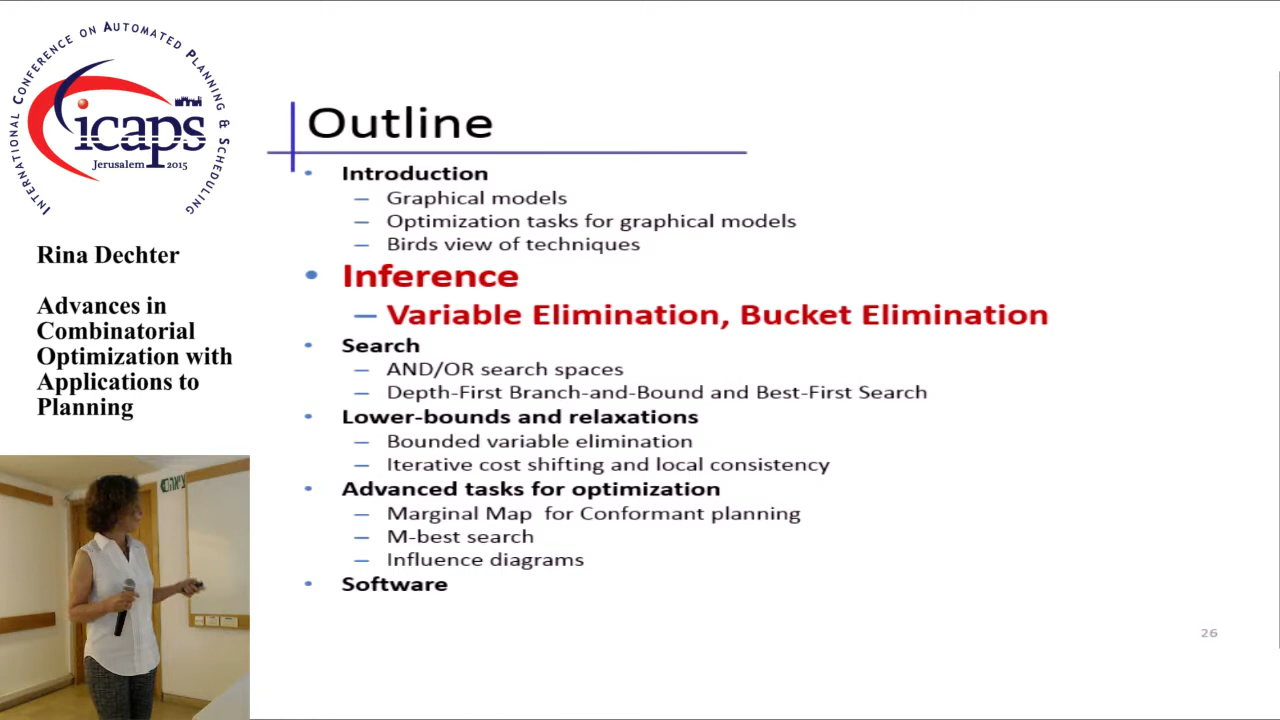 INTERNATIONAL CONFERENCE ON AUTOMATED PLANNING & SCHEDULING
icaps
Jerusalem 2015
Rina Dechter
Advances in
Combinatorial
Optimization with
Applications to
Planning
Outline
• Introduction
– Graphical models
– Optimization tasks for graphical models
– Birds view of techniques
• Inference
– Variable Elimination, Bucket Elimination
• Search
– AND/OR search spaces
– Depth-First Branch-and-Bound and Best-First Search
• Lower-bounds and relaxations
– Bounded variable elimination
– Iterative cost shifting and local consistency
• Advanced tasks for optimization
– Marginal Map for Conformant planning
– M-best search
– Influence diagrams
• Software
26